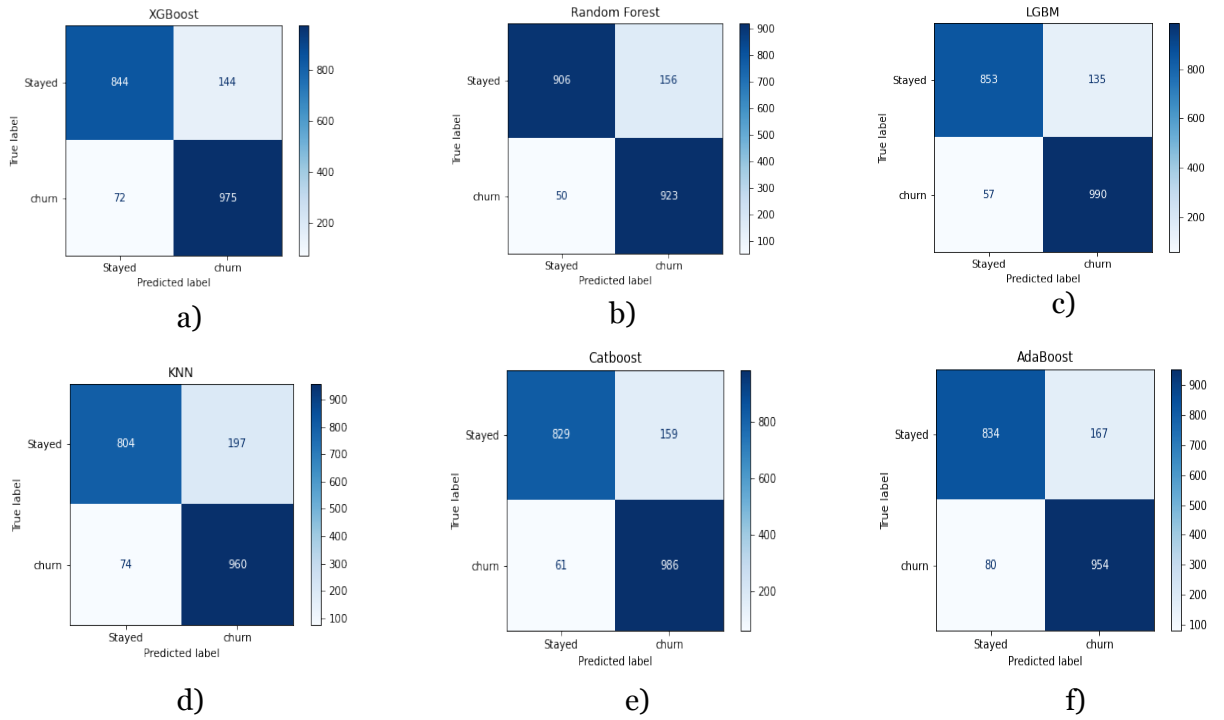 XGBoost
Stayed 844 144
churn 72 975
Stayed churn
Predicted label
True label
800
600
400
200
a)
Random Forest
Stayed 906 156
churn 50 923
Stayed churn
Predicted label
True label
900
800
700
600
500
400
300
200
100
b)
LGBM
Stayed 853 135
churn 57 990
Stayed churn
Predicted label
True label
800
600
400
200
c)
KNN
Stayed 804 197
churn 74 960
Stayed churn
Predicted label
True label
900
800
700
600
500
400
300
200
100
d)
Catboost
Stayed 829 159
churn 61 986
Stayed churn
Predicted label
True label
800
600
400
200
e)
AdaBoost
Stayed 834 167
churn 80 954
Stayed churn
Predicted label
True label
900
800
700
600
500
400
300
200
100
f)